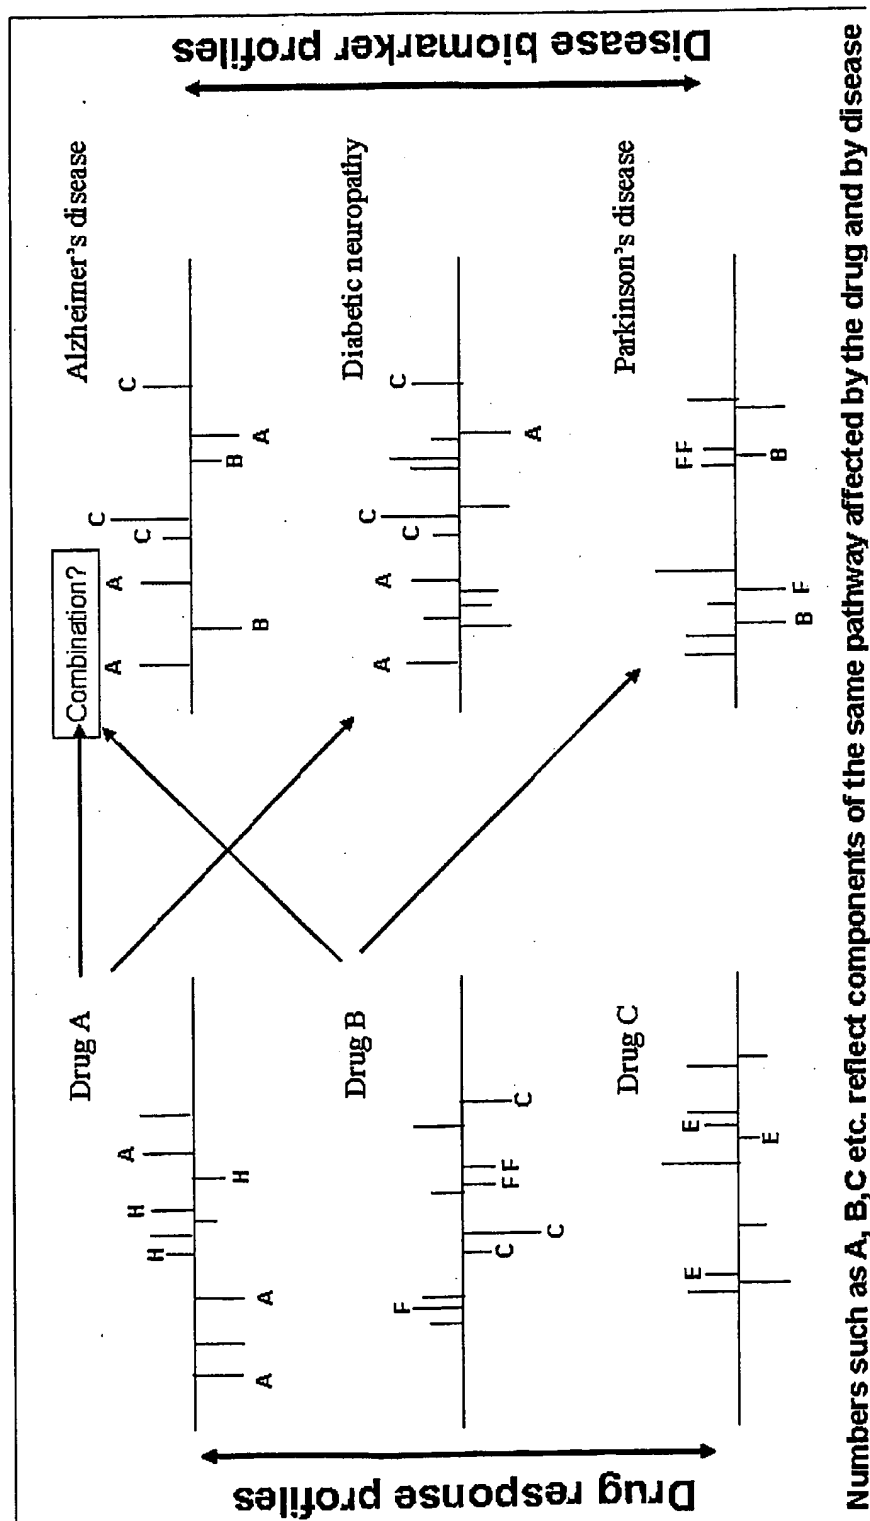 Drug response profiles
Disease biomarker profiles
Drug A
H H A
A A H
Combination?
Alzheimer's disease
A A C C C
B B A
Drug B
F
C C FF C
Diabetic neuropathy
A A C C C
A
Drug C
E E
E
Parkinson's disease
FF
B F B
Numbers such as A, B,C etc. reflect components of the same pathway affected by the drug and by disease